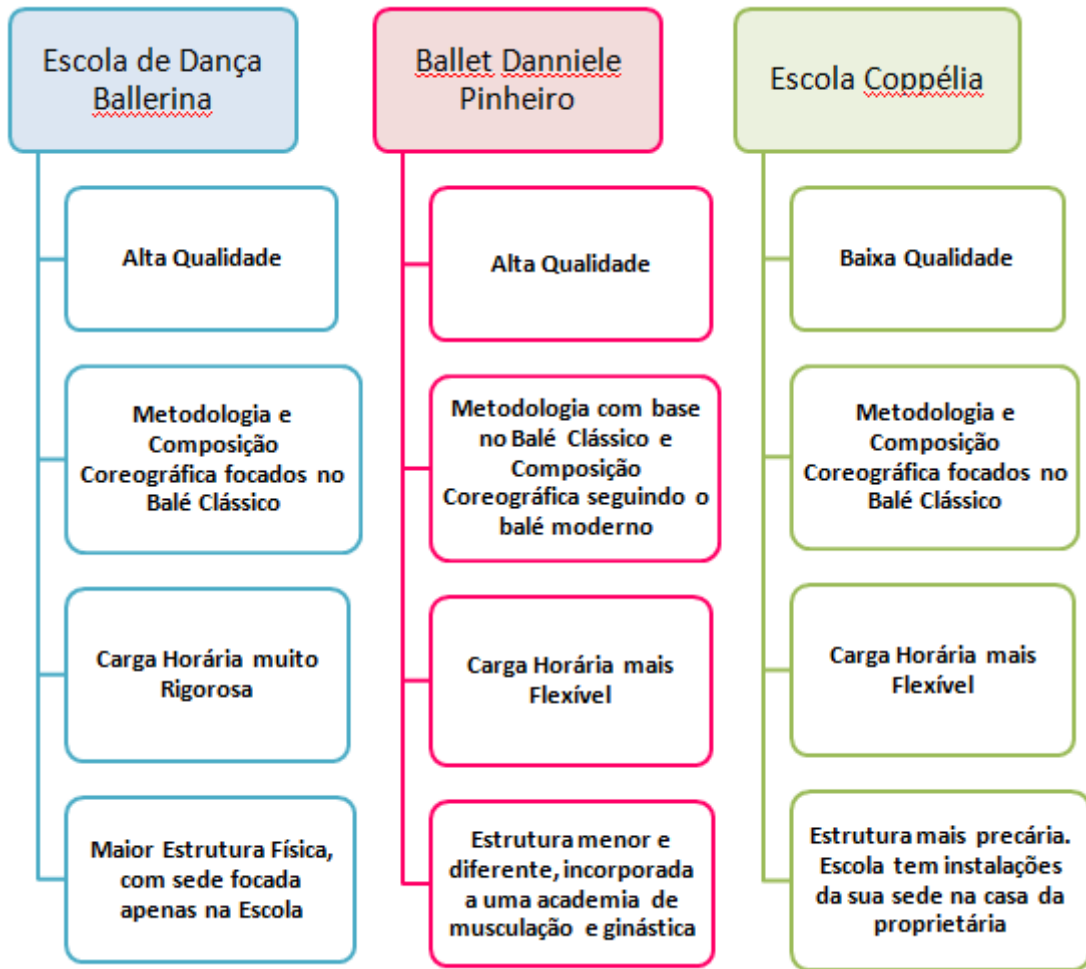 Escola de Dança
Ballerina
Alta Qualidade
Metodologia e
Composição
Coreográfica focados no
Balé Clássico
Carga Horária muito
Rigorosa
Maior Estrutura Física,
com sede focada
apenas na Escola
Ballet Danniele
Pinheiro
Alta Qualidade
Metodologia com base
no Balé Clássico e
Composição
Coreográfica seguindo o
balé moderno
Carga Horária mais
Flexível
Estrutura menor e
diferente, incorporada
a uma academia de
musculação e ginástica
Escola Coppélia
Baixa Qualidade
Metodologia e
Composição
Coreográfica focados no
Balé Clássico
Carga Horária mais
Flexível
Estrutura mais precária.
Escola tem instalações
da sua sede na casa da
proprietária